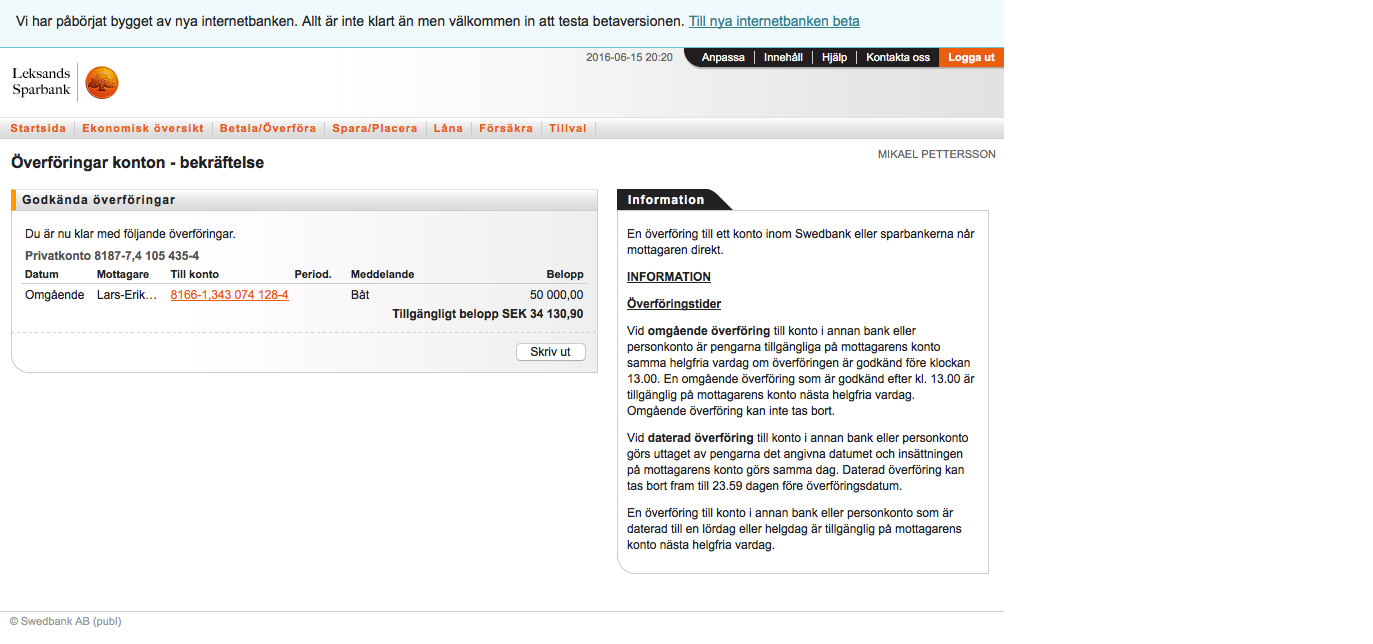 Vi har påbörjat bygget av nya internetbanken. Allt är inte klart än men välkommen in att testa betaversionen. Till nya internetbanken beta
2016-06-15 20:20
Anpassa Innehåll Hjälp Kontakta oss Logga ut
Leksands
Sparbank
Startsida Ekonomisk översikt Betala/Överföra Spara/Placera Låna Försäkra Tillval
MIKAEL PETTERSSON
Överföringar konton - bekräftelse
Godkända överföringar
Du är nu klar med följande överföringar.
Privatkonto 8187-7,4 105 435-4
Datum Mottagare Till konto Period. Meddelande Belopp
Omgående Lars-Erik... 8166-1,343 074 128-4 Båt 50 000,00
Tillgängligt belopp SEK 34 130,90
Skriv ut
Information
En överföring till ett konto inom Swedbank eller sparbankerna når
mottagaren direkt.
INFORMATION
Överföringstider
Vid omgående överföring till konto i annan bank eller
personkonto är pengarna tillgängliga på mottagarens konto
samma helgfria vardag om överföringen är godkänd före klockan
13.00. En omgående överföring som är godkänd efter kl. 13.00 är
tillgänglig på mottagarens konto nästa helgfria vardag.
Omgående överföring kan inte tas bort.
Vid daterad överföring till konto i annan bank eller personkonto
görs uttaget av pengarna det angivna datumet och insättningen
på mottagarens konto görs samma dag. Daterad överföring kan
tas bort fram till 23.59 dagen före överföringsdatum.
En överföring till konto i annan bank eller personkonto som är
daterad till en lördag eller helgdag är tillgänglig på mottagarens
konto nästa helgfria vardag.
© Swedbank AB (publ)